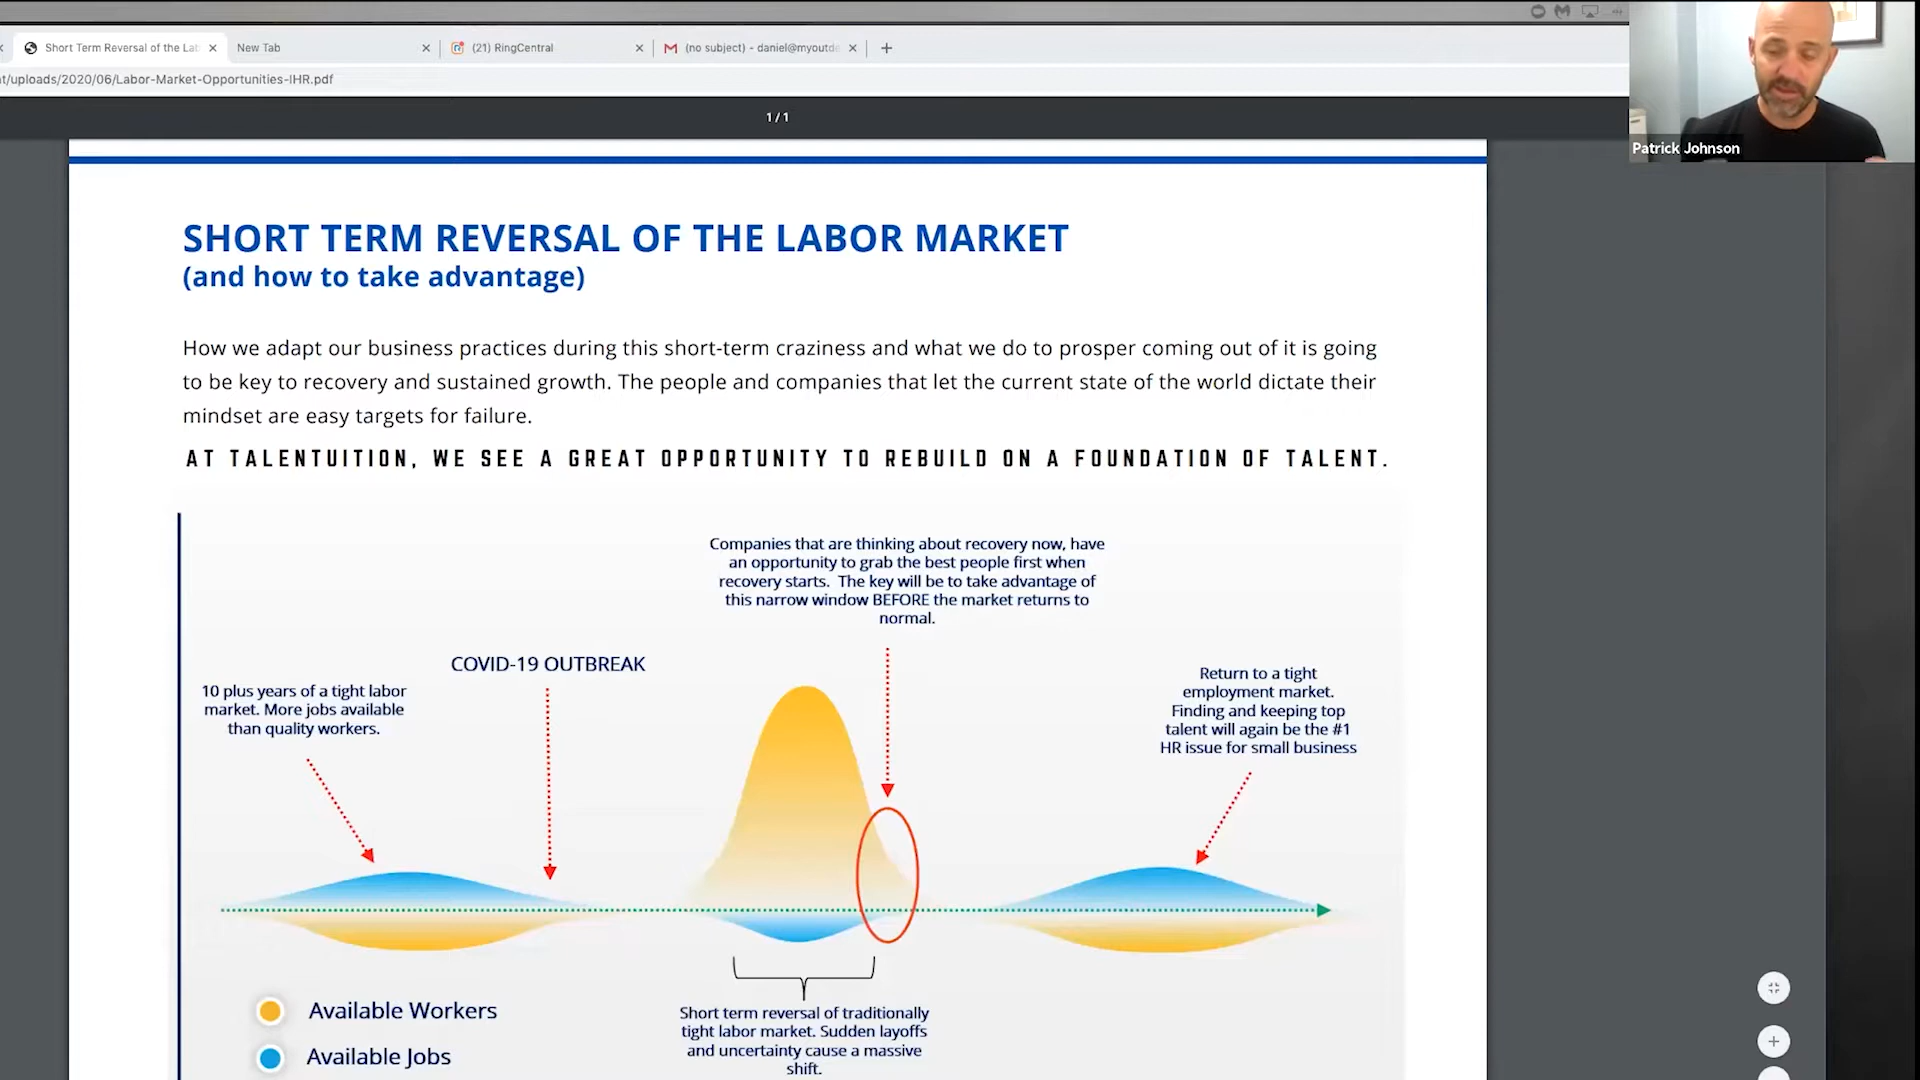 Short Term Reversal of the Lab
New Tab
(21) RingCentral
(no subject) - daniel@myoutde
t/uploads/2020/06/Labor-Market-Opportunities-IHR.pdf
1 / 1
Patrick Johnson
SHORT TERM REVERSAL OF THE LABOR MARKET
(and how to take advantage)
How we adapt our business practices during this short-term craziness and what we do to prosper coming out of it is going
to be key to recovery and sustained growth. The people and companies that let the current state of the world dictate their
mindset are easy targets for failure.
AT TALENTUITION, WE SEE A GREAT OPPORTUNITY TO REBUILD ON A FOUNDATION OF TALENT.
Companies that are thinking about recovery now, have
an opportunity to grab the best people first when
recovery starts. The key will be to take advantage of
this narrow window BEFORE the market returns to
normal.
COVID-19 OUTBREAK
10 plus years of a tight labor
market. More jobs available
than quality workers.
Return to a tight
employment market.
Finding and keeping top
talent will again be the #1
HR issue for small business
Available Workers
Available Jobs
Short term reversal of traditionally
tight labor market. Sudden layoffs
and uncertainty cause a massive
shift.